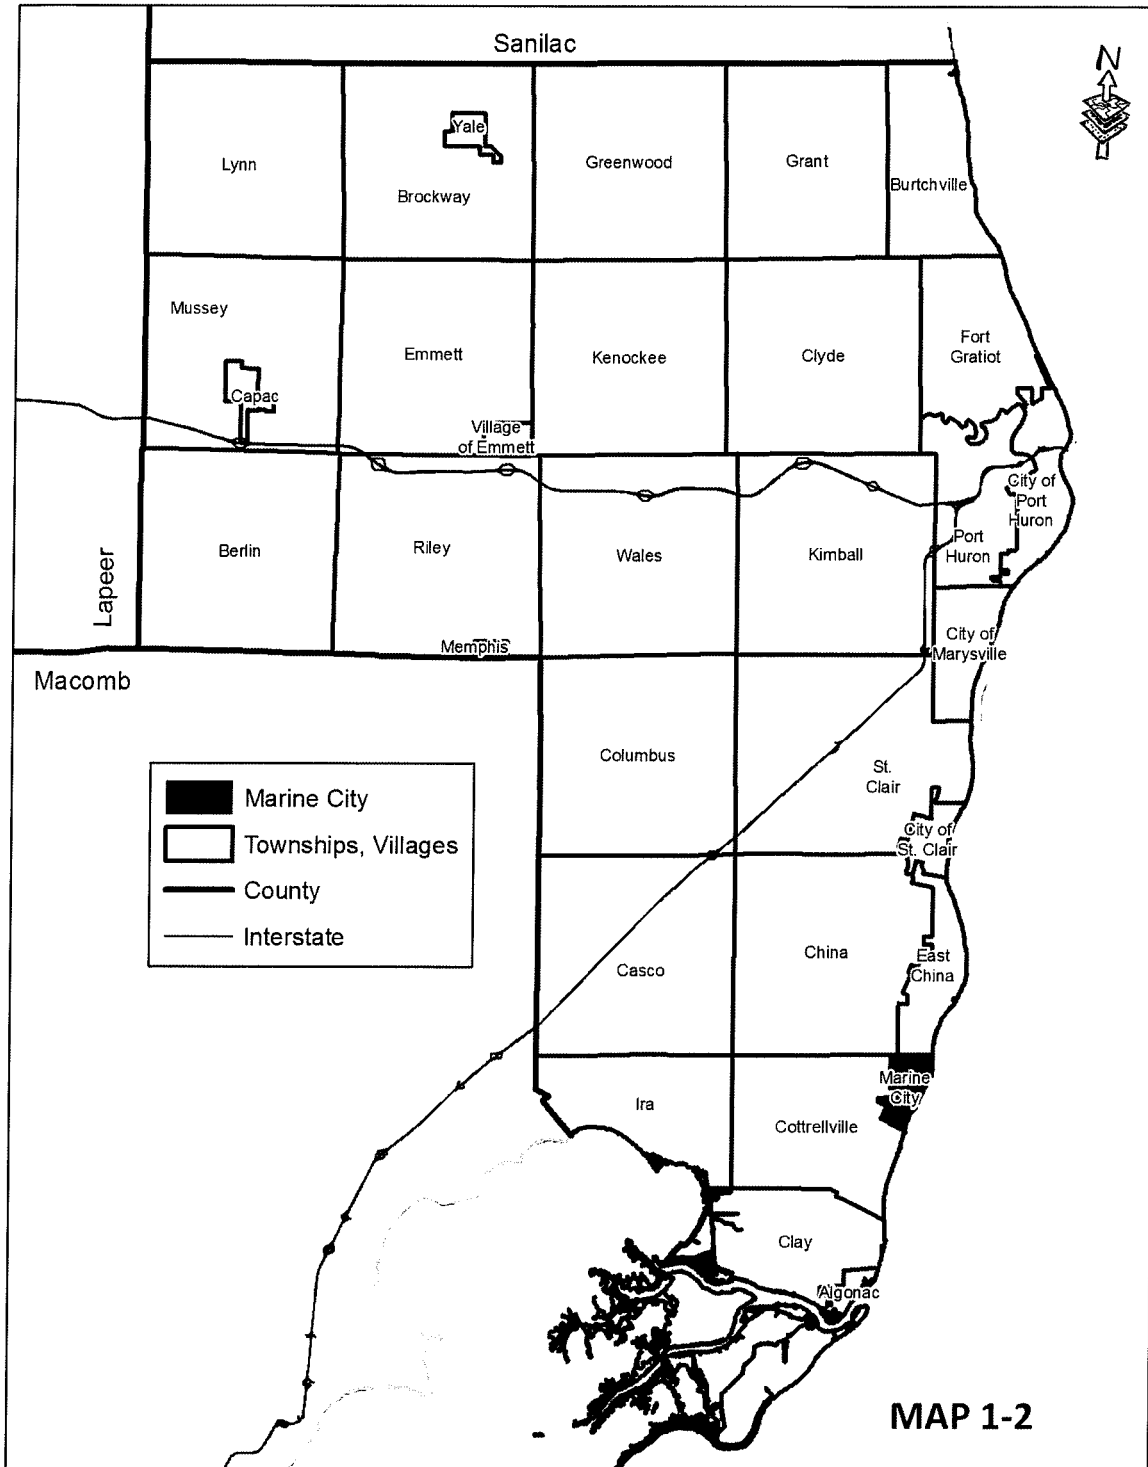 Sanilac
N
Yale
Lynn
Greenwood
Grant
Brockway
Burtchville
Mussey
Fort
Gratiot
Emmett
Kenockee
Clyde
Capac
Village
of Emmett
City of
Port
Huron
Port
Huron
Berlin
Riley
Wales
Kimball
Lapeer
Memphis
City of
Marysville
Macomb
Columbus
St.
Clair
Marine City
Townships, Villages
County
Interstate
City of
St. Clair
Casco
China
East
China
Marine
City
Ira
Cottrellville
Clay
Algonac
MAP 1-2